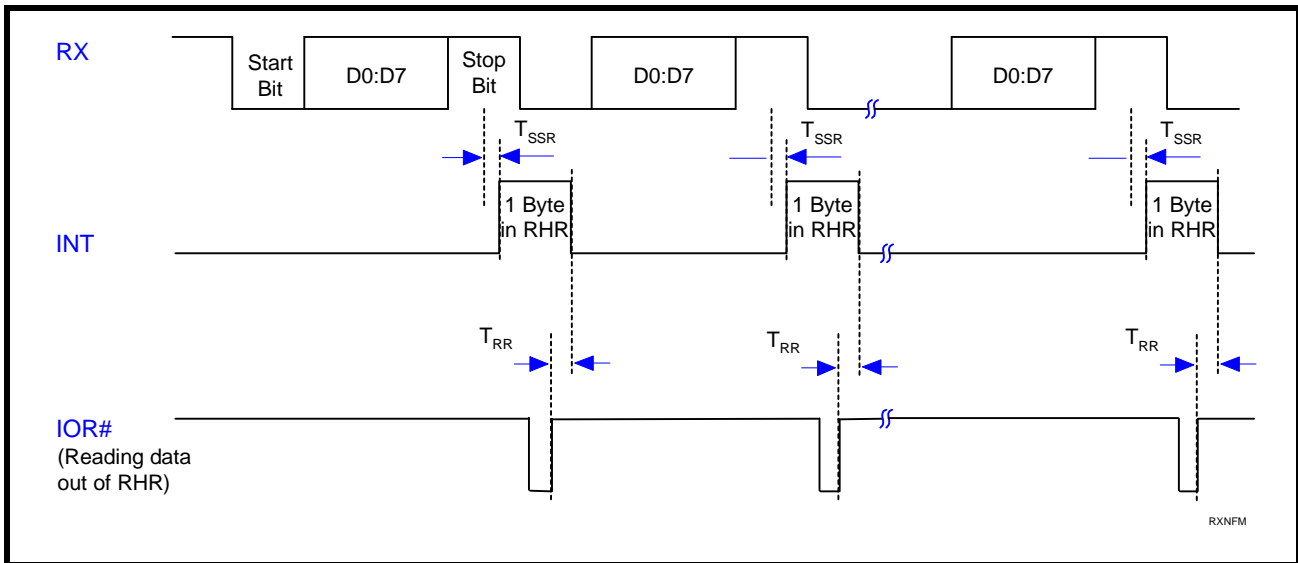 RX
Start
Bit
D0:D7
Stop
Bit
D0:D7
D0:D7
TSSR
TSSR
TSSR
INT
1 Byte
in RHR
1 Byte
in RHR
1 Byte
in RHR
TRR
TRR
TRR
IOR#
(Reading data
out of RHR)
RXNFM